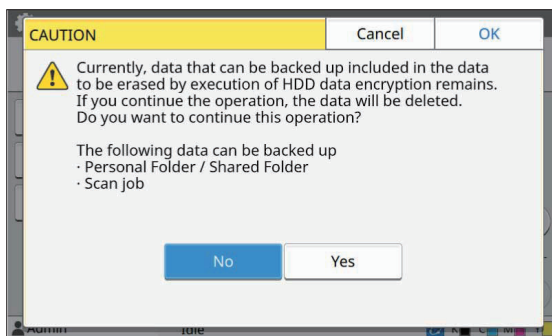 CAUTION
Cancel
OK
Currently, data that can be backed up included in the data
to be erased by execution of HDD data encryption remains.
If you continue the operation, the data will be deleted.
Do you want to continue this operation?
The following data can be backed up
· Personal Folder / Shared Folder
· Scan job
No
Yes
Admin
Idle
K
C
M
Y